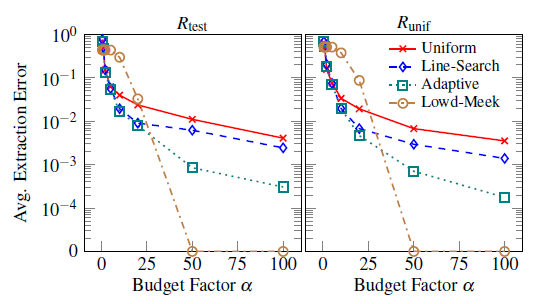 R_test R_unif
10^0
10^−1
10^−2
10^−3
10^−4
0
Avg. Extraction Error
Uniform
Line-Search
Adaptive
Lowd-Meek
0 25 50 75 100 0 25 50 75 100
Budget Factor α Budget Factor α